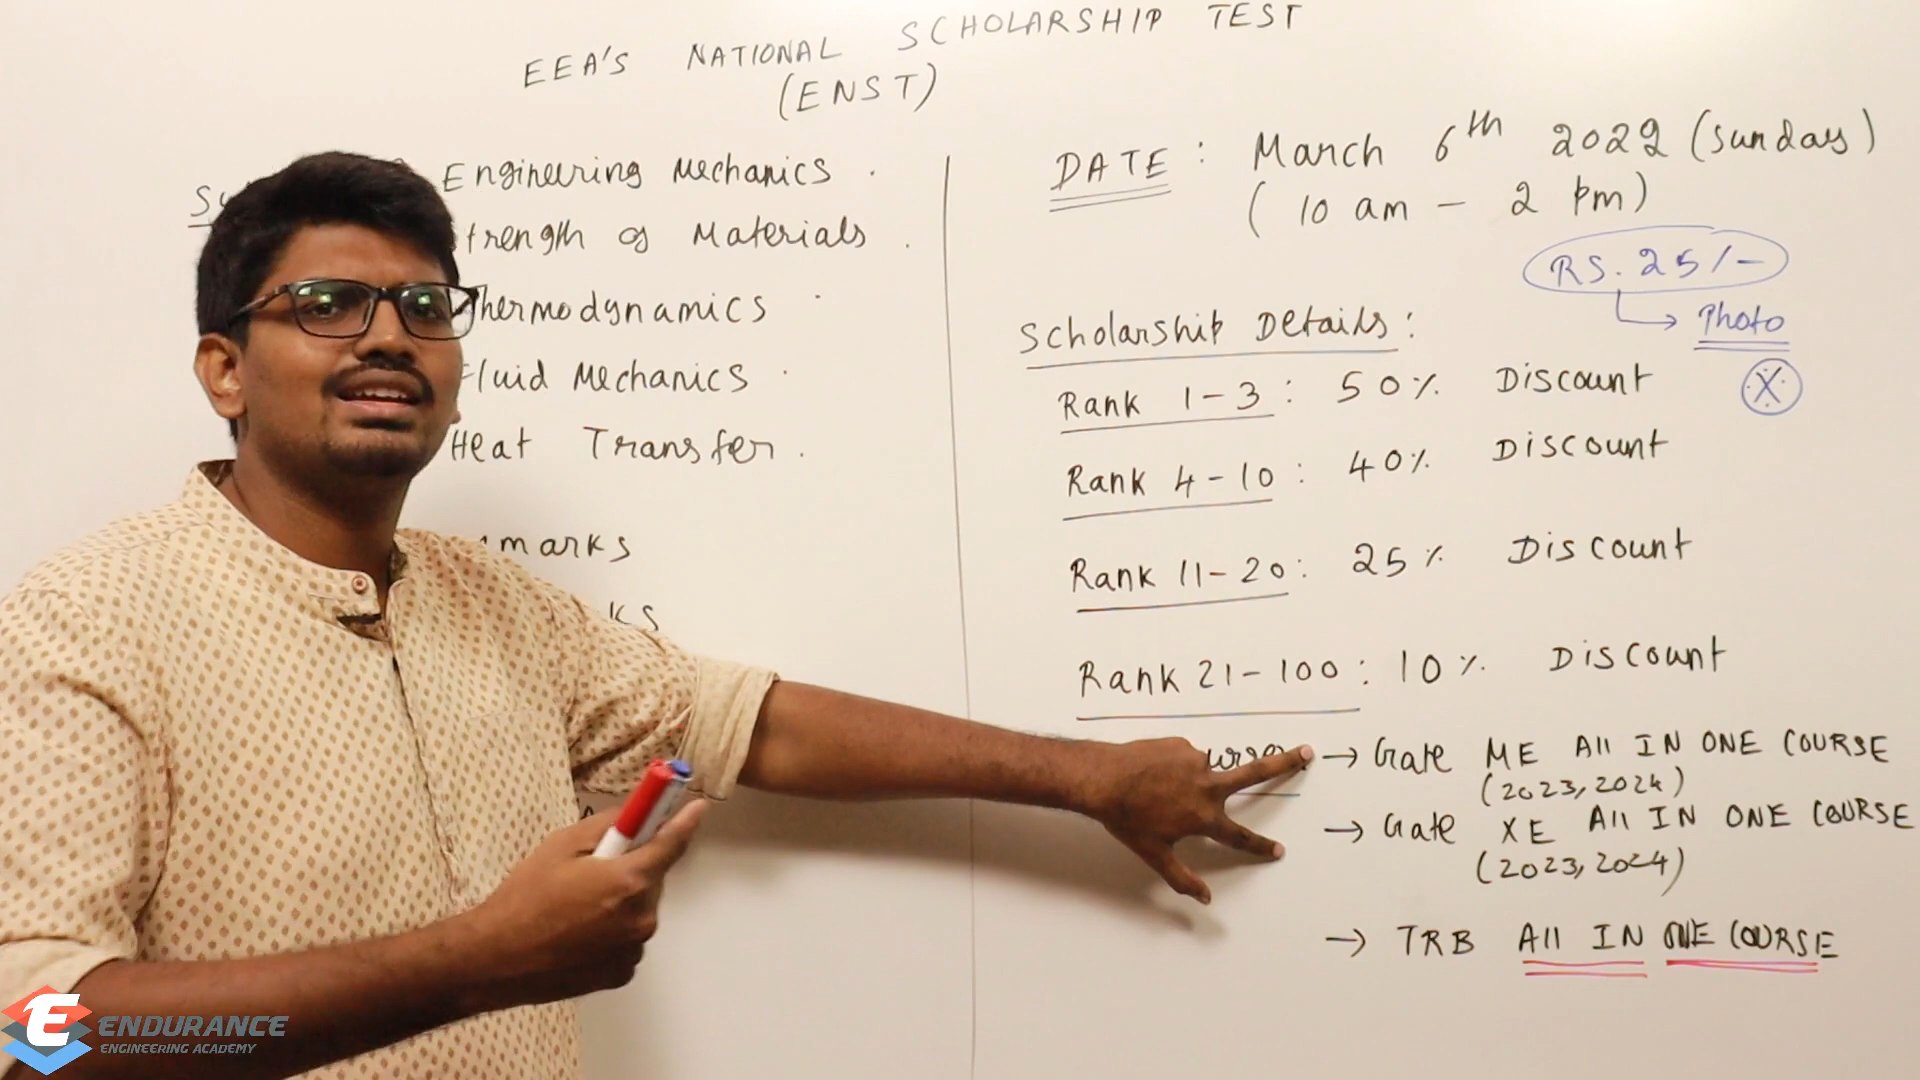 EEA'S NATIONAL SCHOLARSHIP TEST
(ENST)
Engineering Mechanics .
trength of Materials .
hermodynamics .
Fluid Mechanics .
Heat Transfer .
marks
ks
DATE : March 6th 2022 (Sunday)
(10 am - 2 pm)
RS. 25/-
Photo
X
Scholarship Details :
Rank 1-3 : 50% Discount
Rank 4-10 : 40% Discount
Rank 11-20 : 25% Discount
Rank 21-100 : 10% Discount
→ Gate ME All IN ONE COURSE
(2023, 2024)
→ Gate XE All IN ONE COURSE
(2023, 2024)
→ TRB All IN ONE COURSE
E ENDURANCE
ENGINEERING ACADEMY